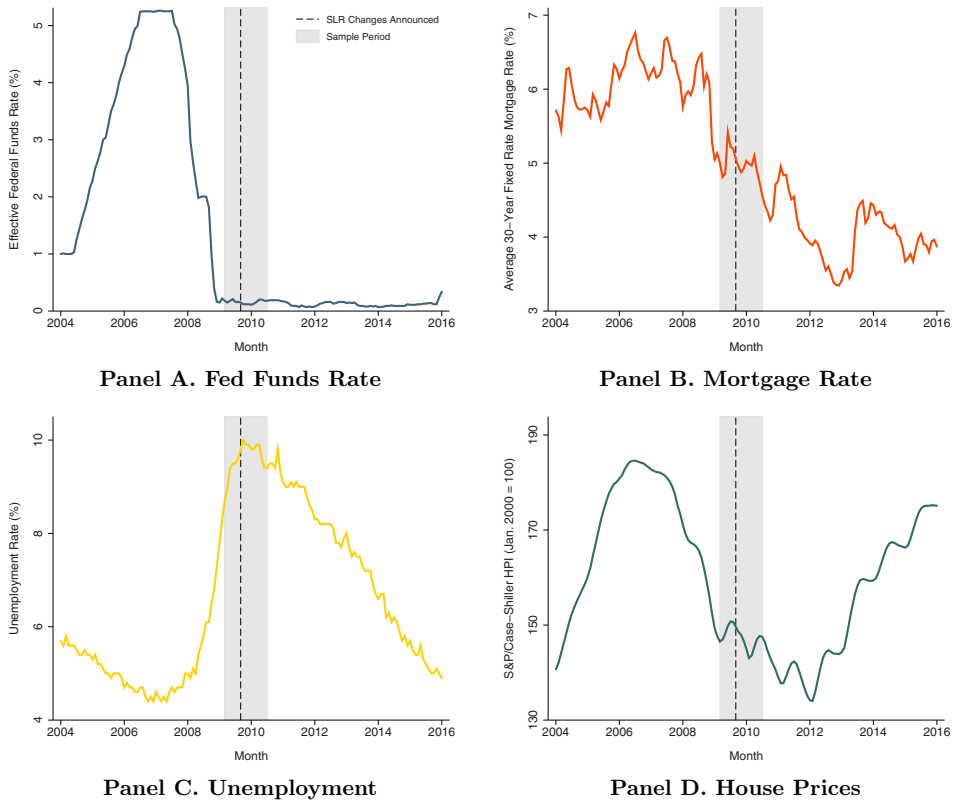 SLR Changes Announced
Sample Period
Effective Federal Funds Rate (%)
5
4
3
2
1
0
2004 2006 2008 2010 2012 2014 2016
Month
Panel A. Fed Funds Rate
Average 30−Year Fixed Rate Mortgage Rate (%)
7
6
5
4
3
2004 2006 2008 2010 2012 2014 2016
Month
Panel B. Mortgage Rate
Unemployment Rate (%)
10
8
6
4
2004 2006 2008 2010 2012 2014 2016
Month
Panel C. Unemployment
S&P/Case−Shiller HPI (Jan. 2000 = 100)
190
170
150
130
2004 2006 2008 2010 2012 2014 2016
Month
Panel D. House Prices